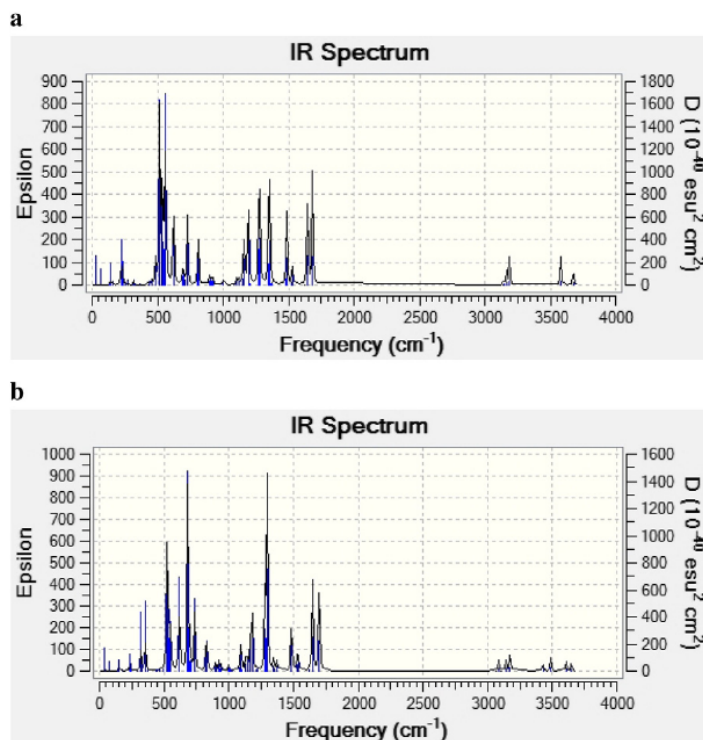 a
IR Spectrum
900 1800
800 1600
700 1400
600 1200
500 1000
400 800
300 600
200 400
100 200
0 0
Epsilon
D (10⁻⁴⁰ esu² cm²)
0 500 1000 1500 2000 2500 3000 3500 4000
Frequency (cm⁻¹)
b
IR Spectrum
1000 1600
900 1400
800 1200
700 1000
600 800
500 600
400 400
300 200
200 0
100
0
Epsilon
D (10⁻⁴⁰ esu² cm²)
0 500 1000 1500 2000 2500 3000 3500 4000
Frequency (cm⁻¹)